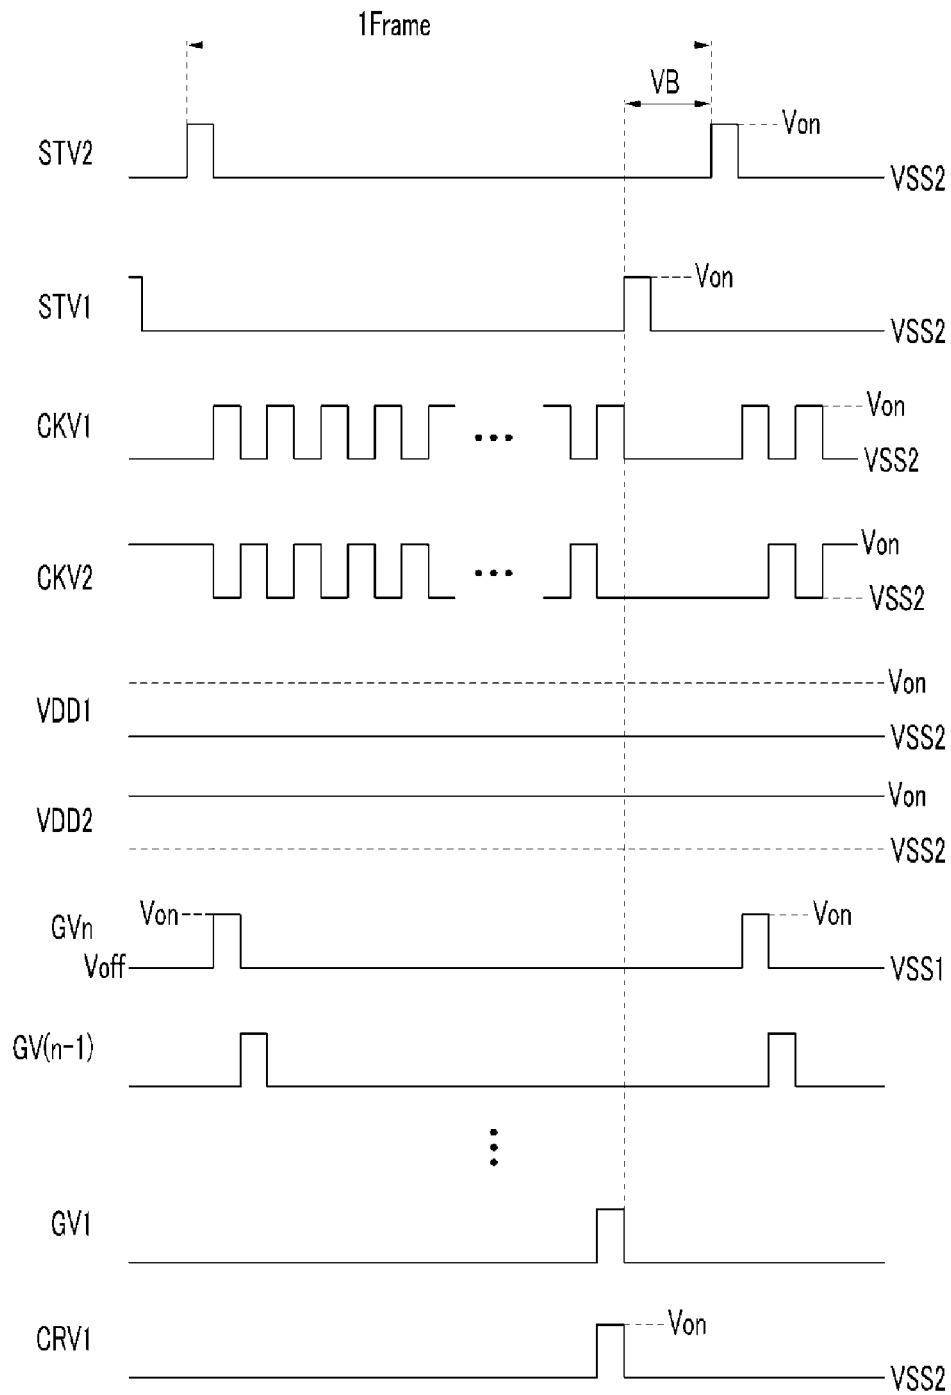 1Frame
VB
STV2
Von
VSS2
STV1
Von
VSS2
CKV1
Von
VSS2
CKV2
Von
VSS2
VDD1
Von
VSS2
VDD2
Von
VSS2
GVn
Von
Von
Voff
VSS1
GV(n-1)
GV1
CRV1
Von
VSS2